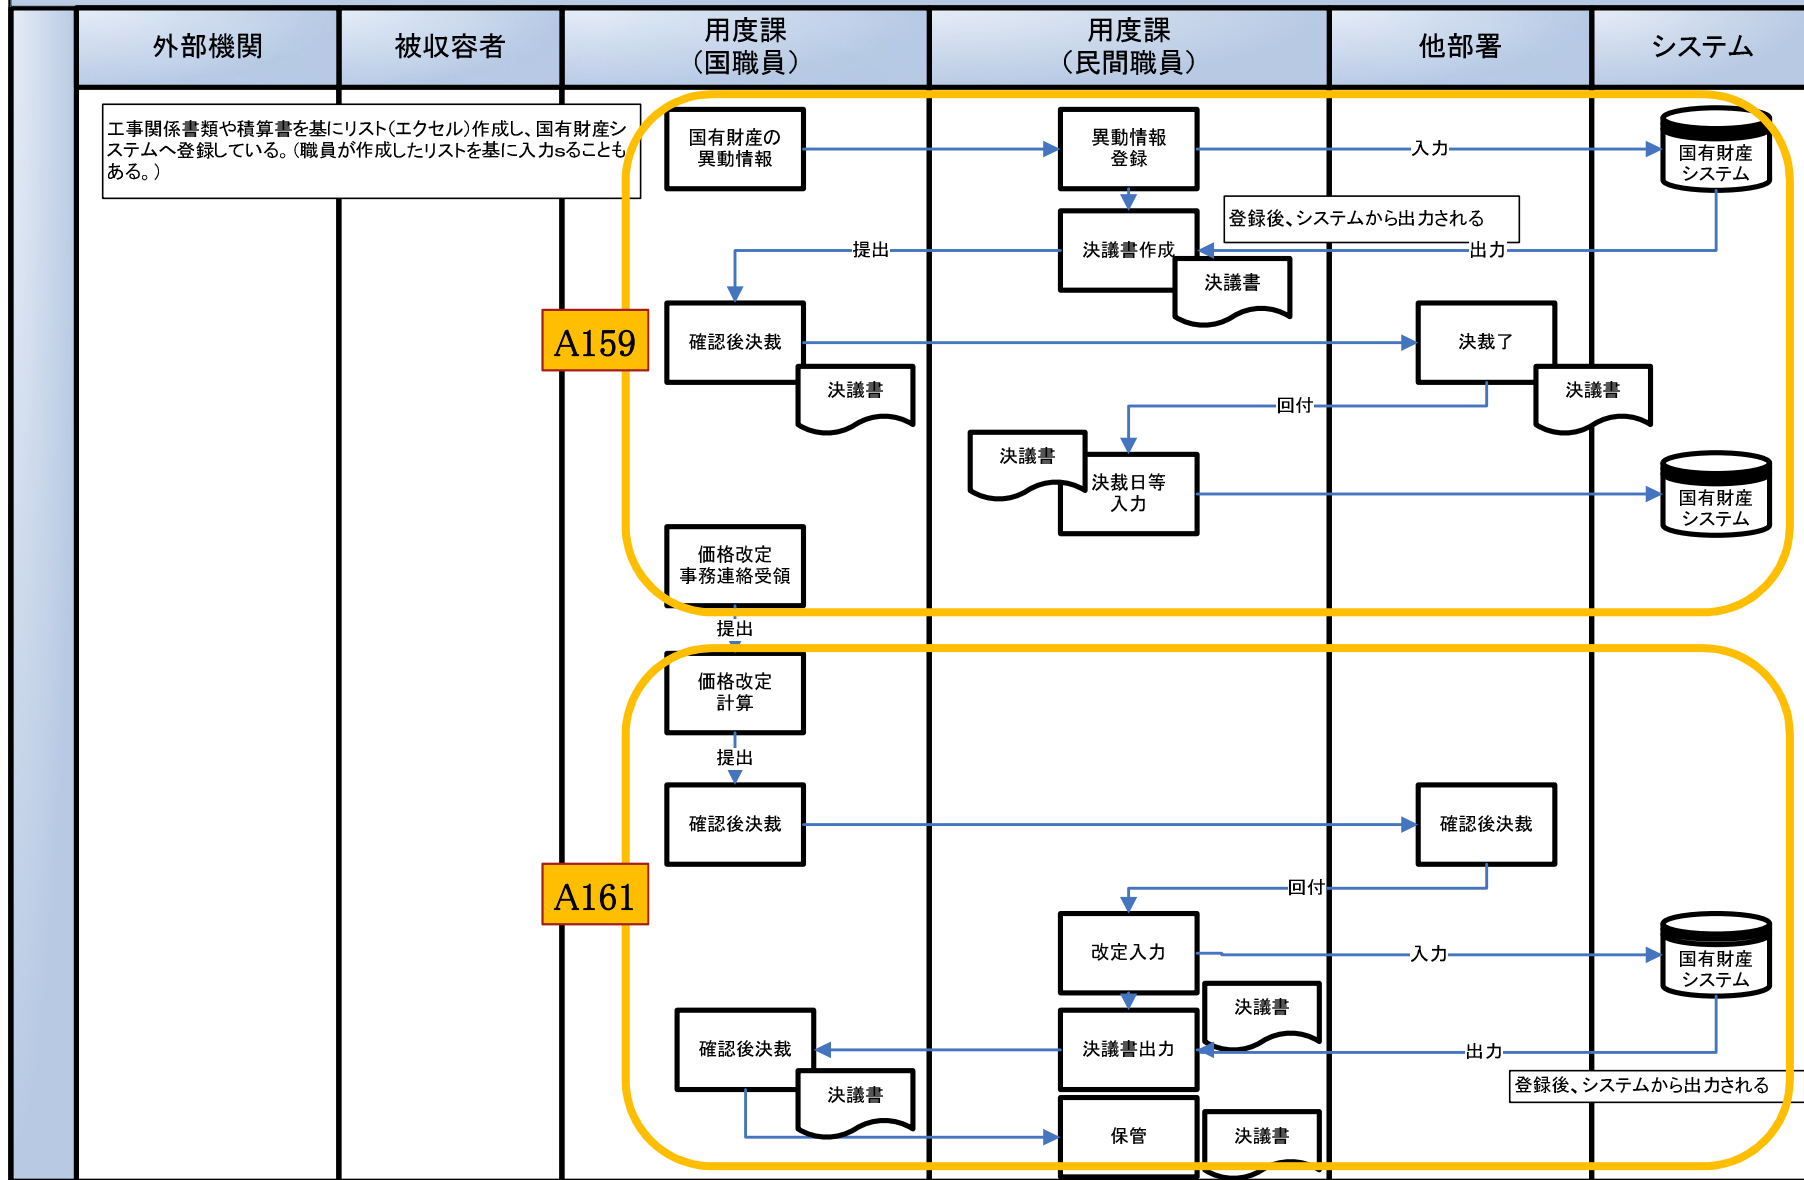 外部機関
被収容者
用度課
（国職員）
用度課
（民間職員）
他部署
システム
工事関係書類や積算書を基にリスト（エクセル）作成し、国有財産シ
ステムへ登録している。（職員が作成したリストを基に入力sることも
ある。）
国有財産の
異動情報
異動情報
登録
入力
国有財産
システム
登録後、システムから出力される
提出
決議書作成
出力
決議書
A159
確認後決裁
決裁了
決議書
決議書
回付
決議書
決裁日等
入力
国有財産
システム
価格改定
事務連絡受領
提出
価格改定
計算
提出
確認後決裁
確認後決裁
A161
回付
改定入力
入力
国有財産
システム
決議書
確認後決裁
決議書出力
出力
登録後、システムから出力される
決議書
保管
決議書